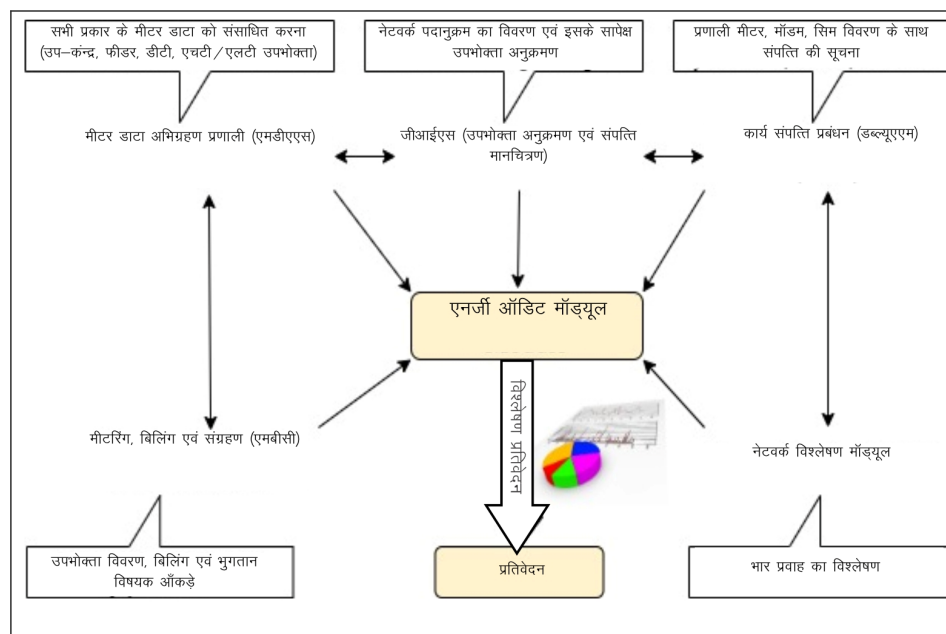 सभी प्रकार के मीटर डाटा को संसाधित करना
(उप–केन्द्र, फीडर, डीटी, एचटी/एलटी उपभोक्ता)
नेटवर्क पदानुक्रम का विवरण एवं इसके सापेक्ष
उपभोक्ता अनुक्रमण
प्रणाली मीटर, मॉडम, सिम विवरण के साथ
संपत्ति की सूचना
मीटर डाटा अभिग्रहण प्रणाली (एमडीएएस)
जीआईएस (उपभोक्ता अनुक्रमण एवं संपत्ति
मानचित्रण)
कार्य संपत्ति प्रबंधन (डब्ल्यूएएम)
एनर्जी ऑडिट मॉड्यूल
विश्लेषण प्रतिवेदन
मीटरिंग, बिलिंग एवं संग्रहण (एमबीसी)
नेटवर्क विश्लेषण मॉड्यूल
उपभोक्ता विवरण, बिलिंग एवं भुगतान
विषयक आँकड़े
प्रतिवेदन
भार प्रवाह का विश्लेषण